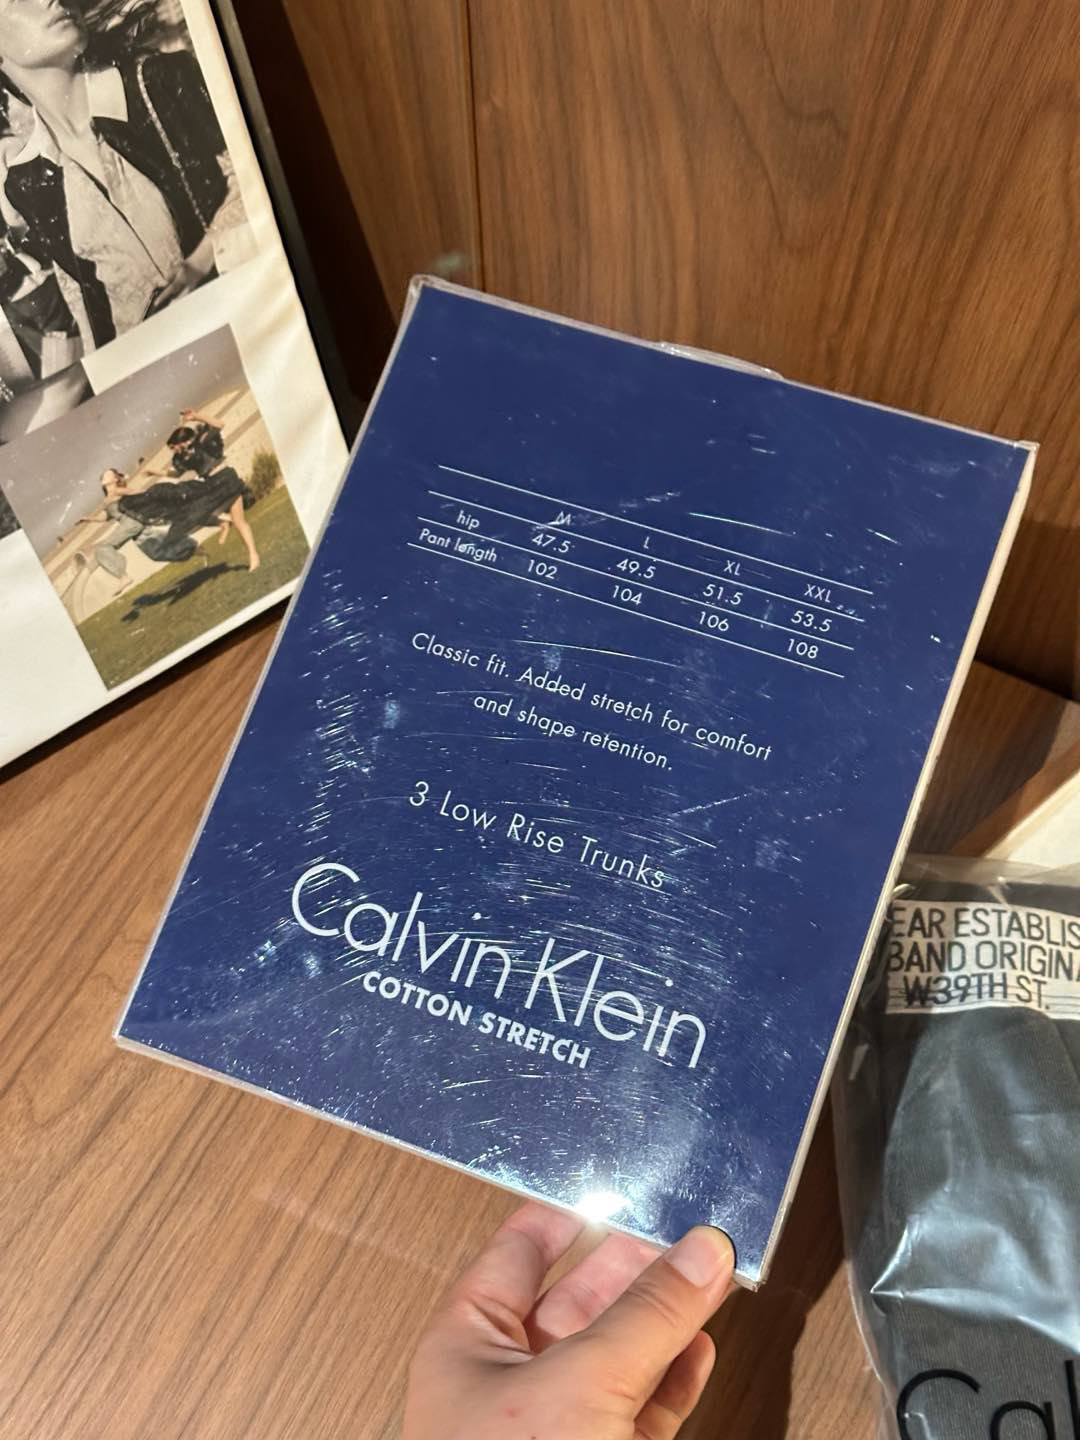 M L XL XXL
hip 47.5 49.5 51.5 53.5
Pant length 102 104 106 108
Classic fit. Added stretch for comfort
and shape retention.
3 Low Rise Trunks
Calvin Klein
COTTON STRETCH
EAR ESTABLIS
BAND ORIGINA
W39TH ST.
Cal